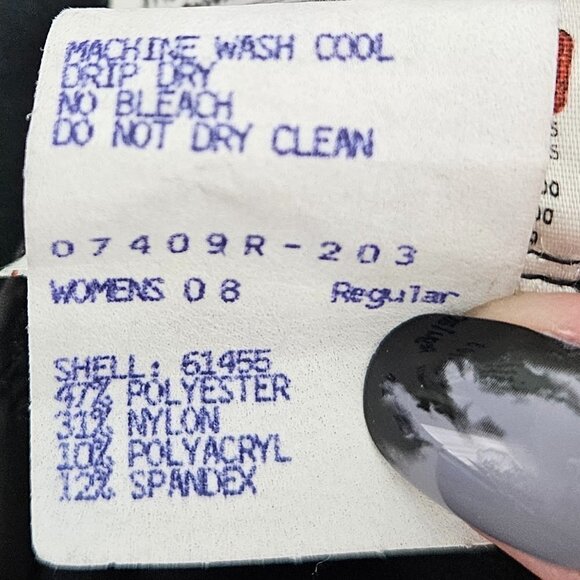 MACHINE WASH COOL
DRIP DRY
NO BLEACH
DO NOT DRY CLEAN
07409R-203
WOMENS 08 Regular
SHELL: 61455
47% POLYESTER
31% NYLON
10% POLYACRYL
12% SPANDEX